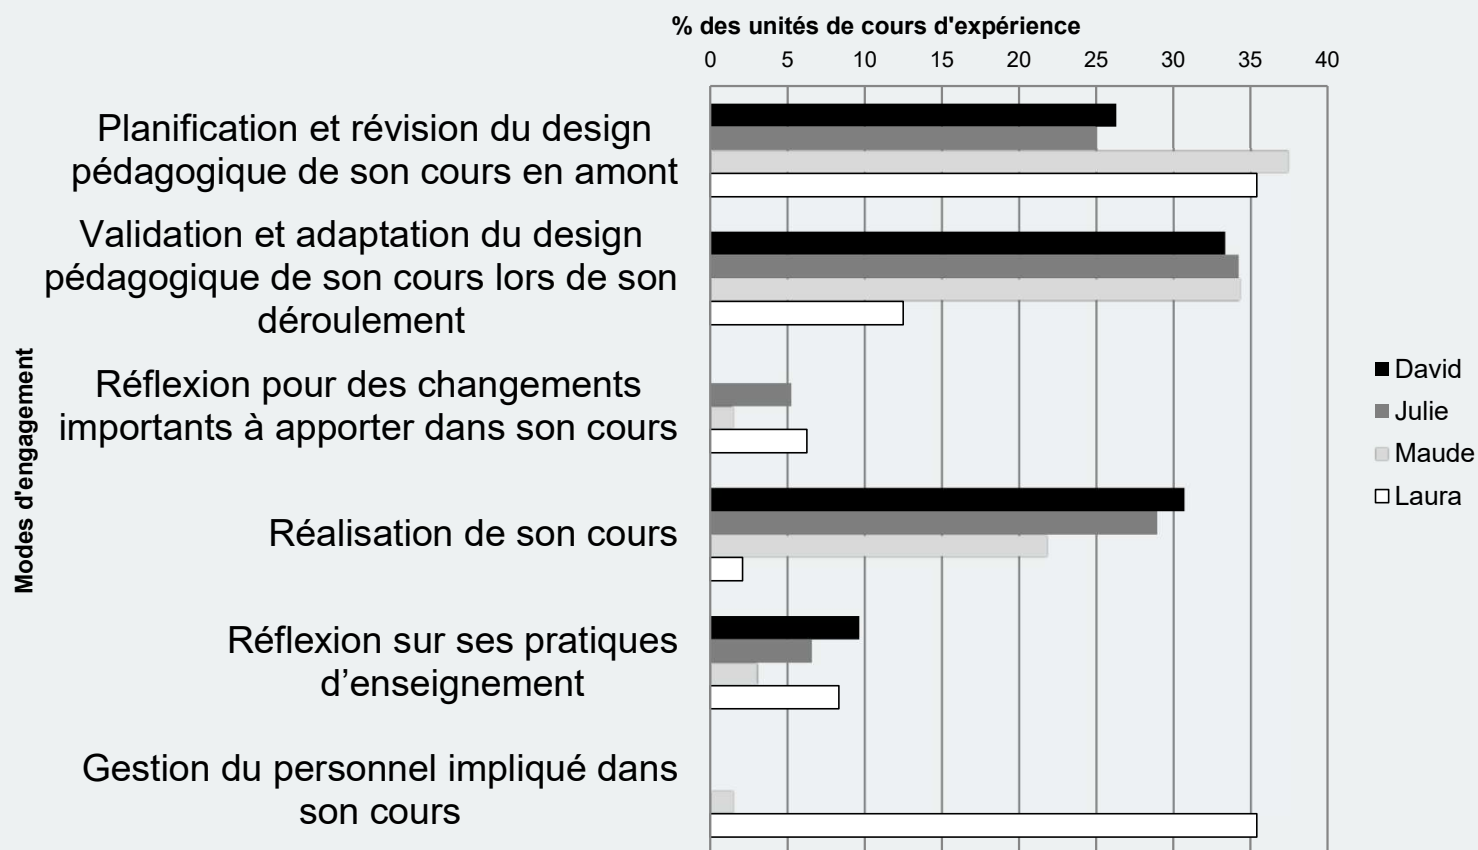 % des unités de cours d'expérience
0 5 10 15 20 25 30 35 40
Planification et révision du design
pédagogique de son cours en amont
Validation et adaptation du design
pédagogique de son cours lors de son
déroulement
Réflexion pour des changements
importants à apporter dans son cours
Réalisation de son cours
Réflexion sur ses pratiques
d’enseignement
Gestion du personnel impliqué dans
son cours
Modes d'engagement
David
Julie
Maude
Laura